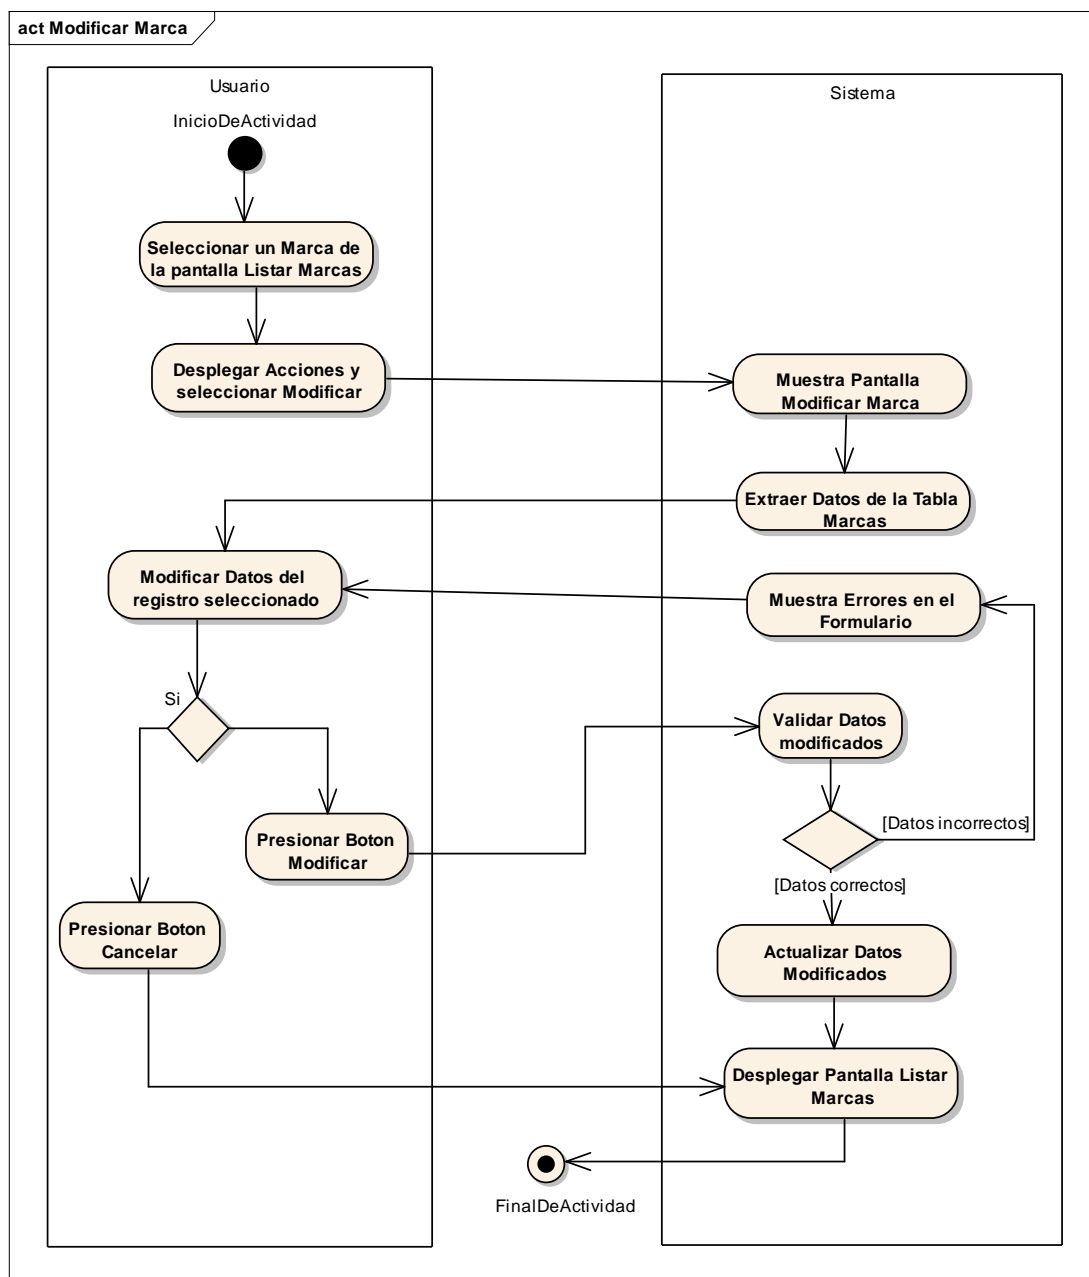 act Modificar Marca
Usuario
Sistema
InicioDeActividad
Seleccionar un Marca de
la pantalla Listar Marcas
Desplegar Acciones y
seleccionar Modificar
Muestra Pantalla
Modificar Marca
Extraer Datos de la Tabla
Marcas
Modificar Datos del
registro seleccionado
Muestra Errores en el
Formulario
Si
Validar Datos
modificados
Presionar Boton
Modificar
[Datos incorrectos]
[Datos correctos]
Presionar Boton
Cancelar
Actualizar Datos
Modificados
Desplegar Pantalla Listar
Marcas
FinalDeActividad